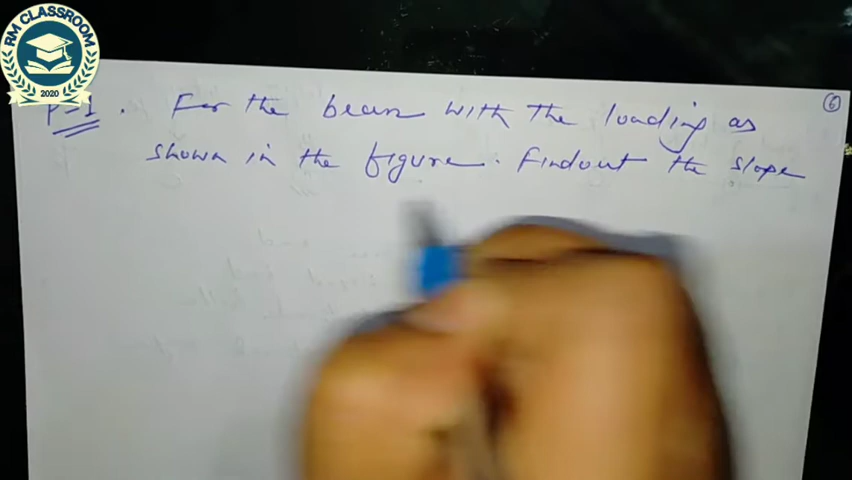 RM CLASSROOM
2020
6
P-1. For the beam with the loading as
shown in the figure. Findout the slope